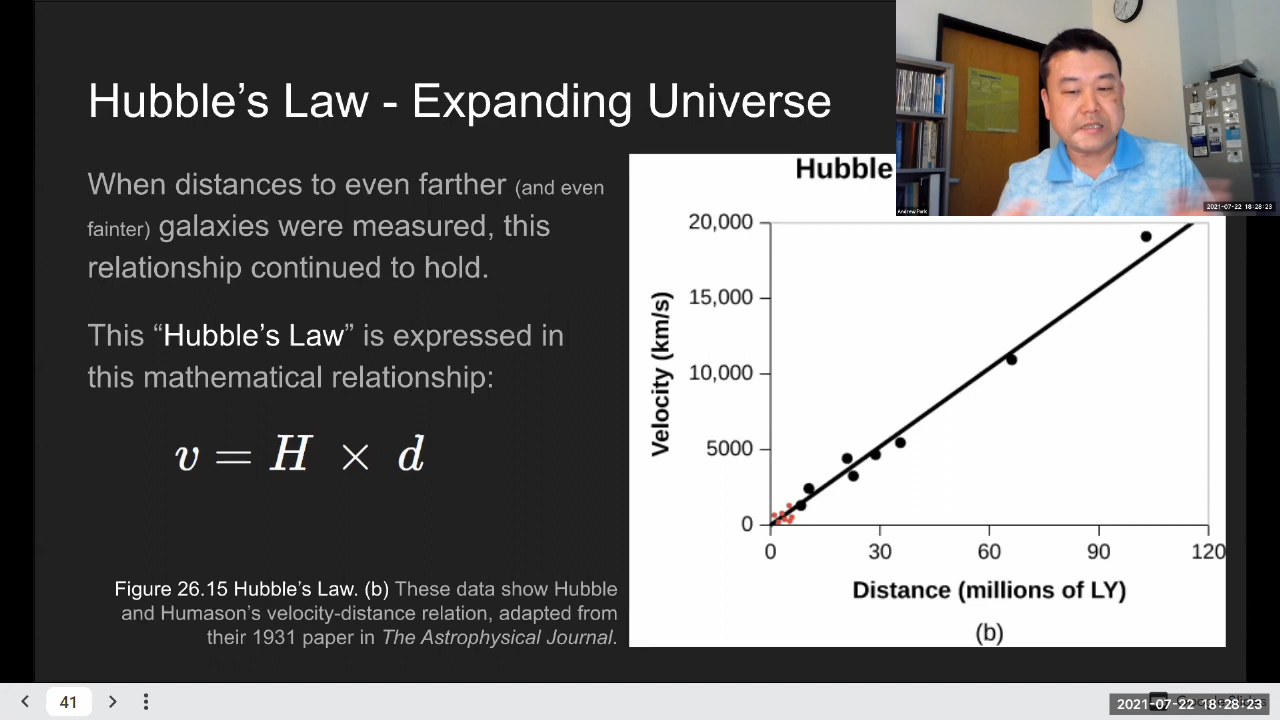 Hubble’s Law - Expanding Universe
When distances to even farther (and even
fainter) galaxies were measured, this
relationship continued to hold.
This “Hubble’s Law” is expressed in
this mathematical relationship:
v = H × d
Figure 26.15 Hubble’s Law. (b) These data show Hubble
and Humason’s velocity-distance relation, adapted from
their 1931 paper in The Astrophysical Journal.
Hubble
Velocity (km/s)
20,000
15,000
10,000
5000
0
0 30 60 90 120
Distance (millions of LY)
(b)
Andrew Park
2021-07-22 18:28:23
41
2021-07-22 18:28:23